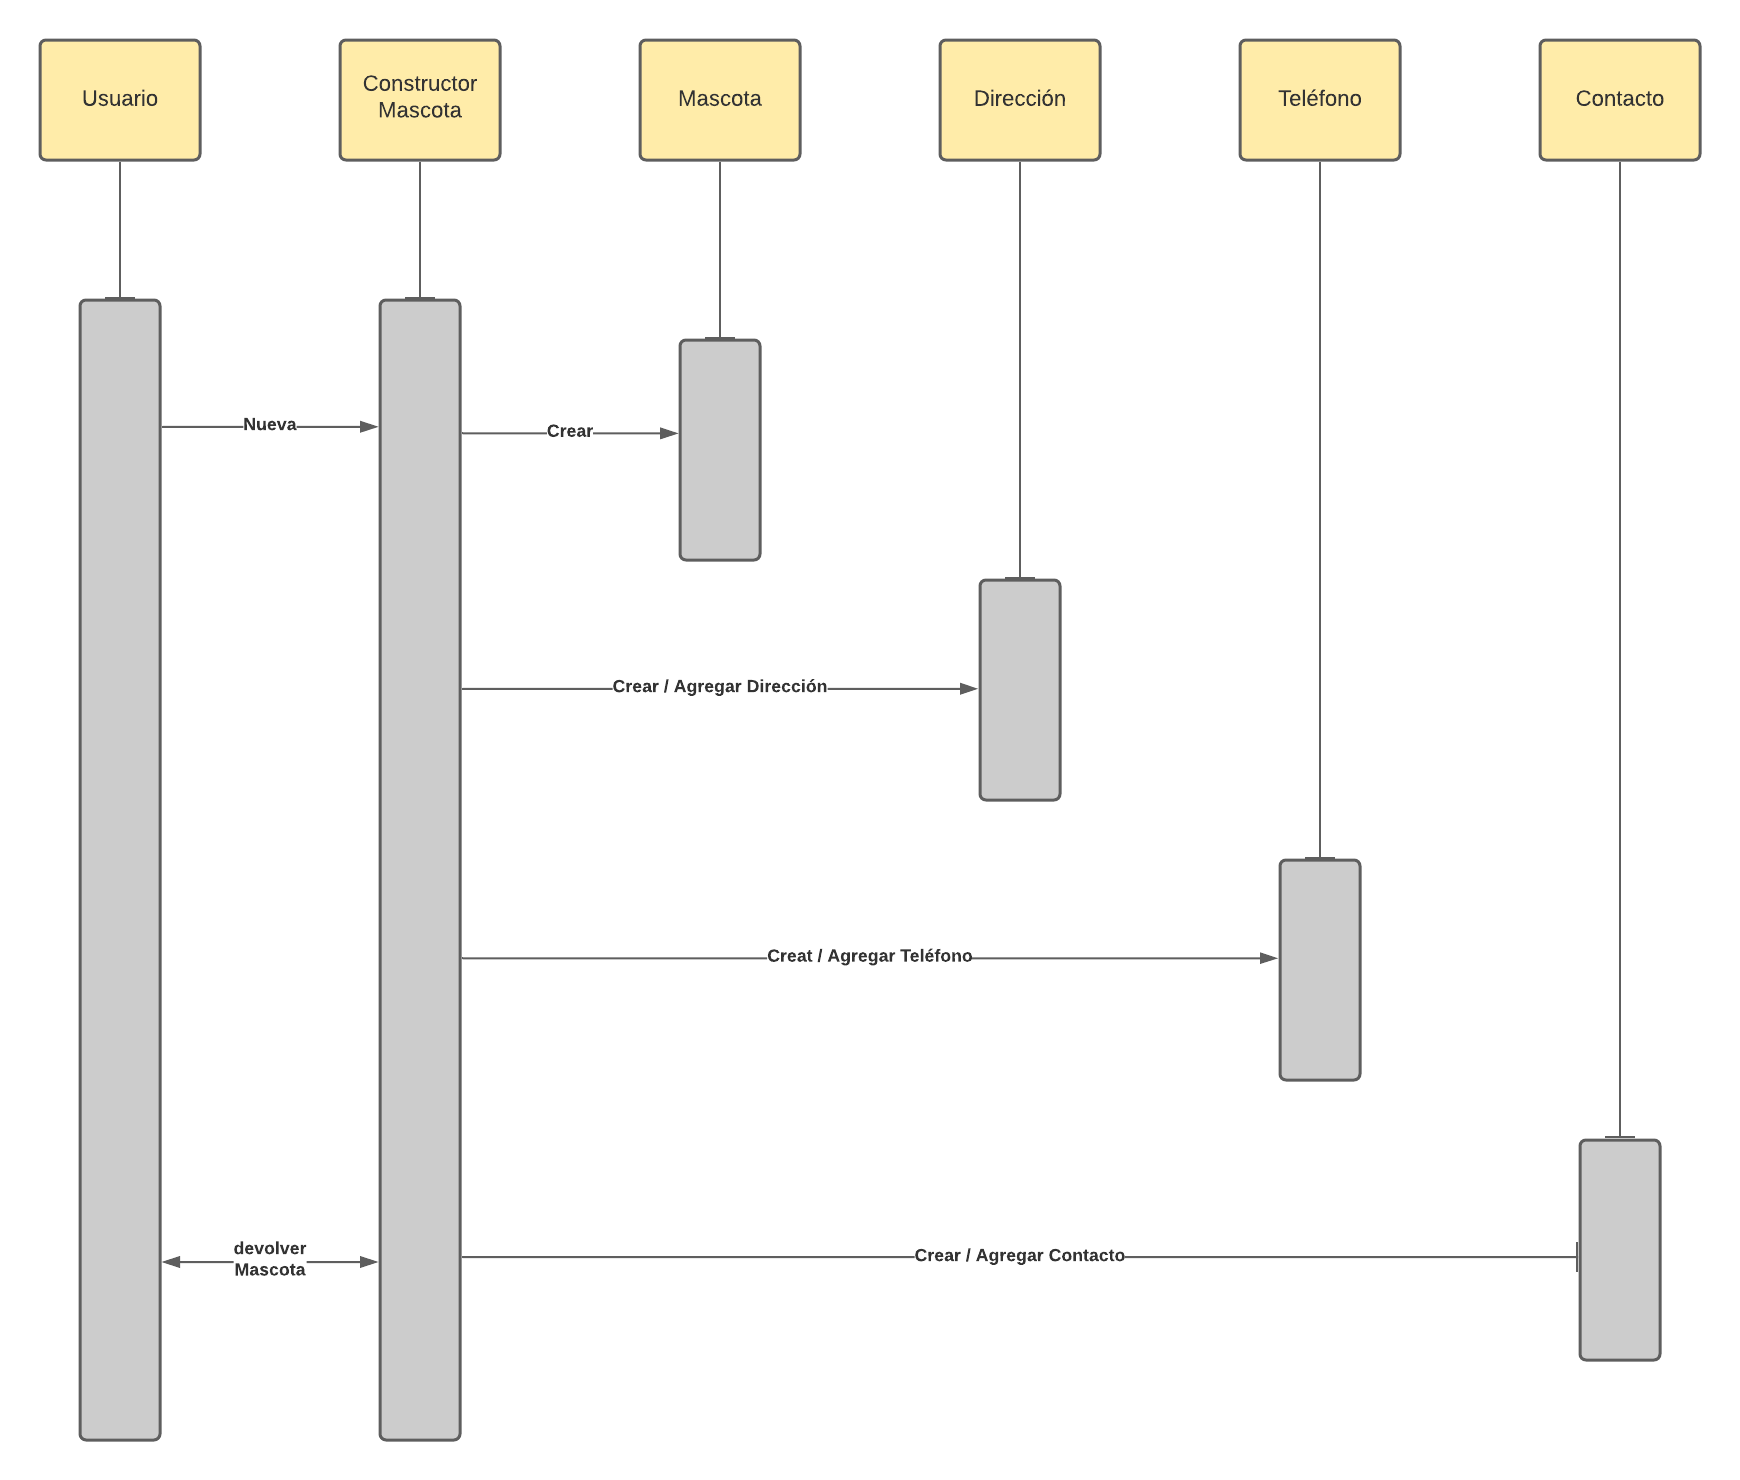 Usuario
Constructor
Mascota
Mascota
Dirección
Teléfono
Contacto
Nueva
Crear
Crear / Agregar Dirección
Creat / Agregar Teléfono
devolver
Mascota
Crear / Agregar Contacto